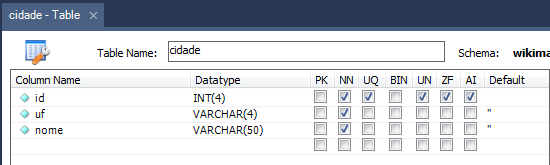 cidade - Table ×
Table Name: cidade Schema: wikima
Column Name Datatype PK NN UQ BIN UN ZF AI Default
id INT(4)
uf VARCHAR(4) "
nome VARCHAR(50) "